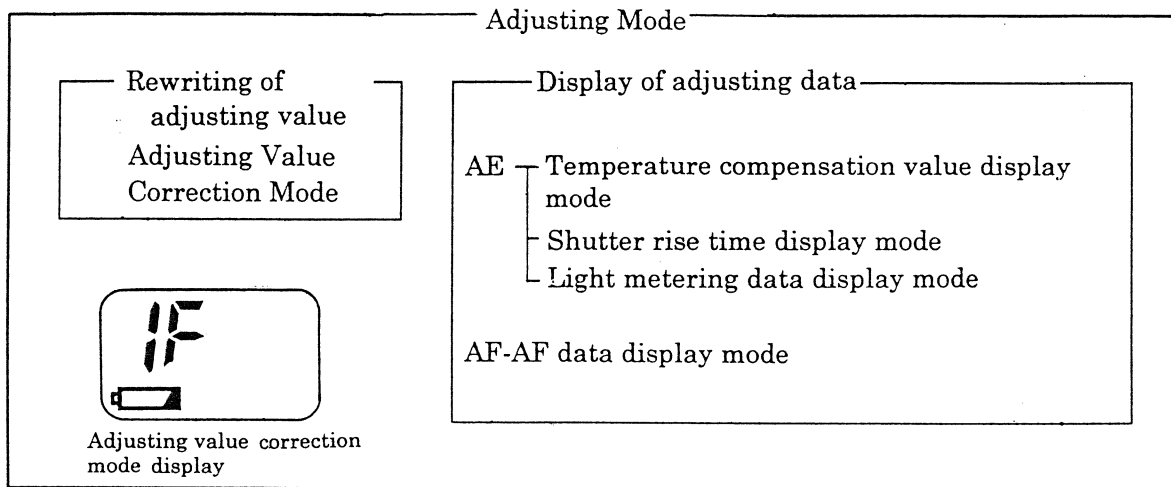 Adjusting Mode
Rewriting of
adjusting value
Adjusting Value
Correction Mode
1F
Adjusting value correction
mode display
Display of adjusting data
AE
Temperature compensation value display
mode
Shutter rise time display mode
Light metering data display mode
AF-AF data display mode